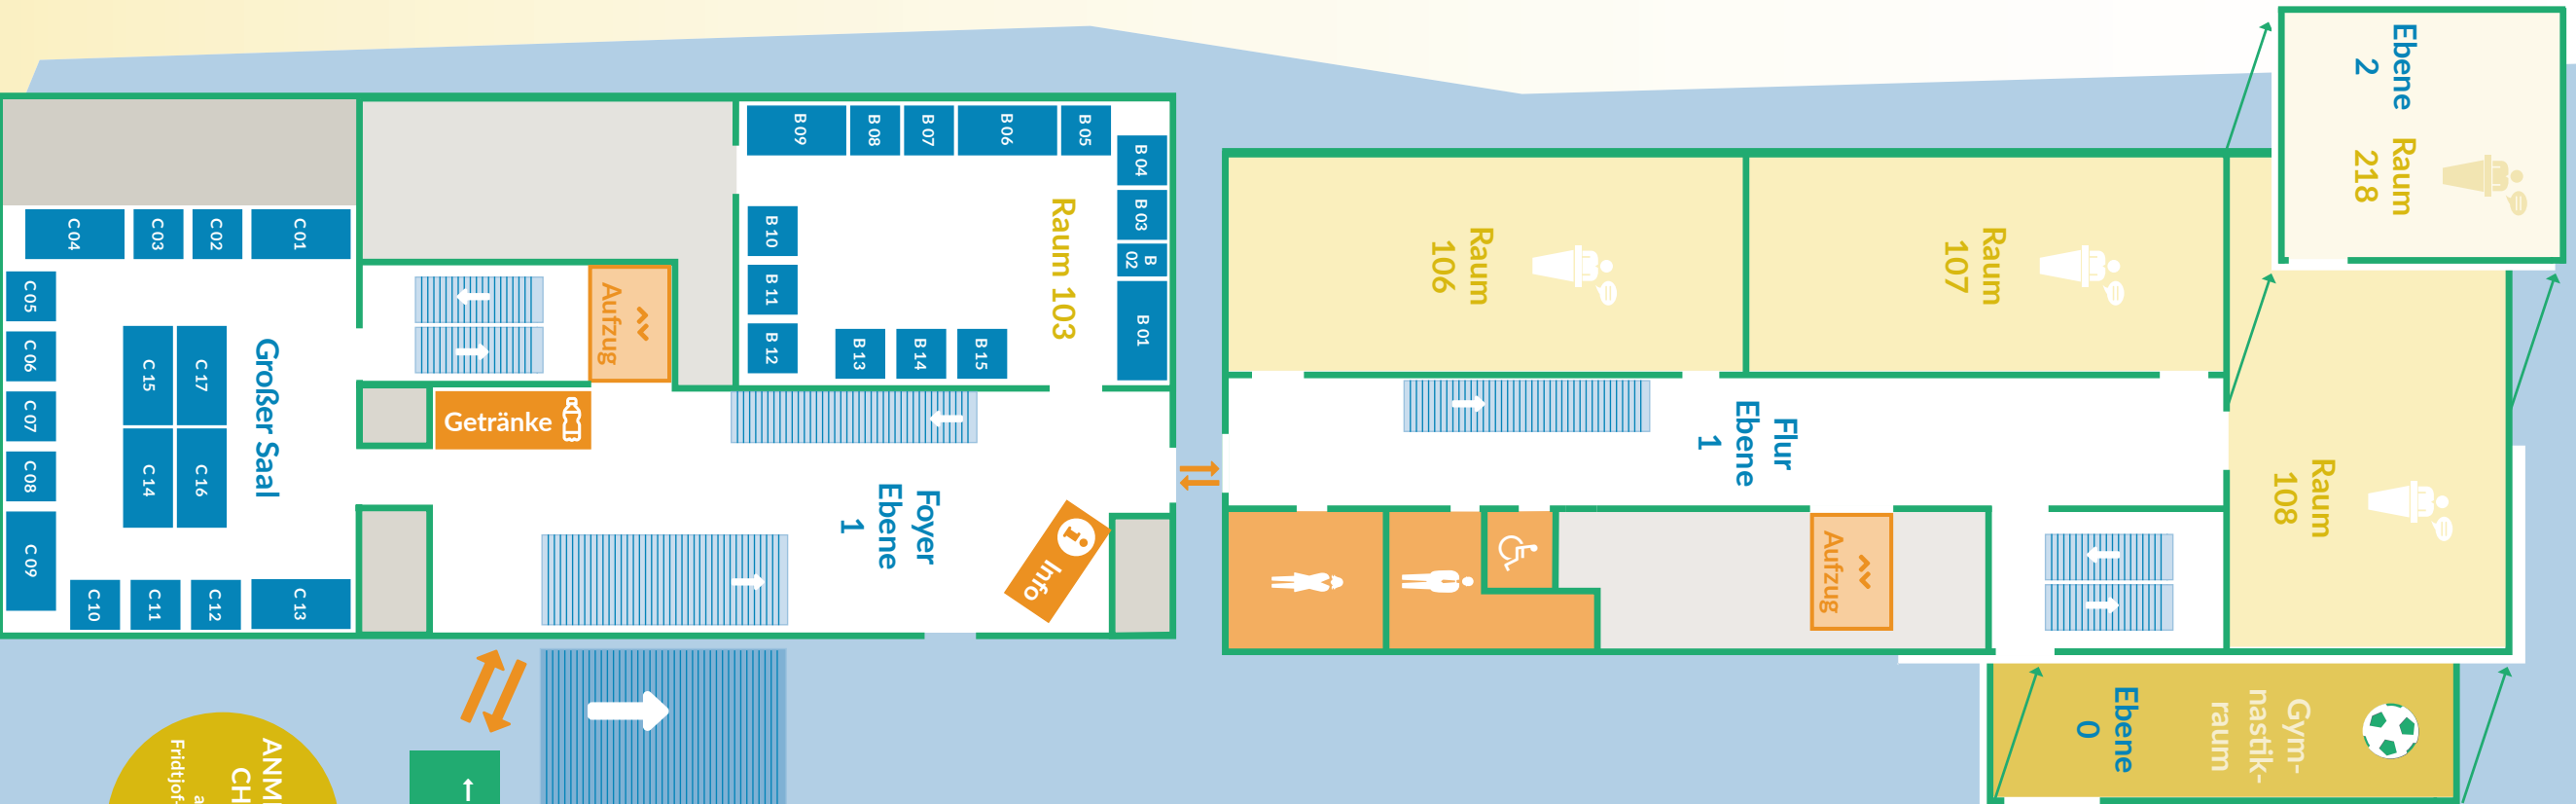 B 09
B 08
B 07
B 06
B 05
B 04
B 03
B
02
B 01
B 10
B 11
B 12
B 13
B 14
B 15
Raum 103
C 04
C 03
C 02
C 01
C 05
C 06
C 07
C 08
C 09
C 10
C 11
C 12
C 13
C 15
C 17
C 14
C 16
Großer Saal
Aufzug
Getränke
Foyer
Ebene
1
Info
Raum
106
Raum
107
Raum
108
Flur
Ebene
1
Aufzug
Ebene
2
Raum
218
Ebene
0
Gym-
nastik-
raum
ANM
CH
a
Fridtjof-